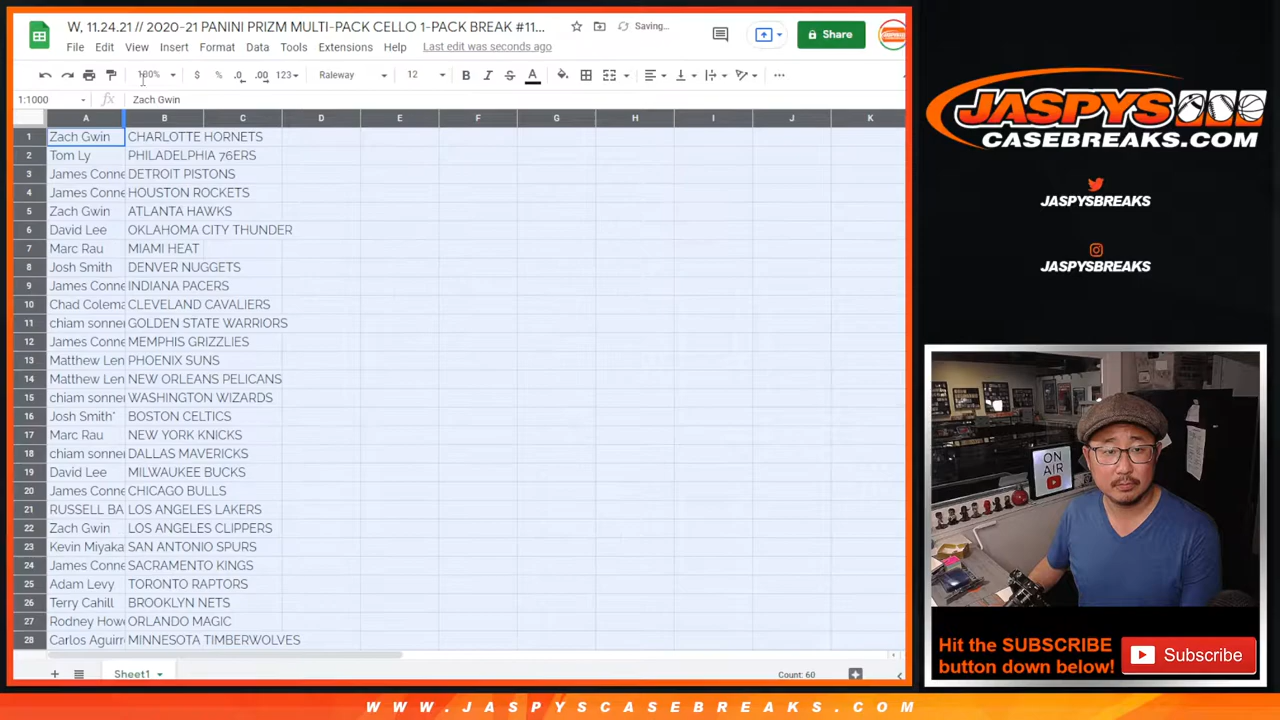 W, 11.24.21 // 2020-21 PANINI PRIZM MULTI-PACK CELLO 1-PACK BREAK #11...
Saving...
Share
File Edit View Insert Format Data Tools Extensions Help Last edit was seconds ago
100% $ % .0 .00 123 Raleway 12 B I S A
1:1000 fx Zach Gwin
A B C D E F G H I J K
1 Zach Gwin CHARLOTTE HORNETS
2 Tom Ly PHILADELPHIA 76ERS
3 James Conne DETROIT PISTONS
4 James Conne HOUSTON ROCKETS
5 Zach Gwin ATLANTA HAWKS
6 David Lee OKLAHOMA CITY THUNDER
7 Marc Rau MIAMI HEAT
8 Josh Smith DENVER NUGGETS
9 James Conne INDIANA PACERS
10 Chad Colema CLEVELAND CAVALIERS
11 chiam sonner GOLDEN STATE WARRIORS
12 James Conne MEMPHIS GRIZZLIES
13 Matthew Len PHOENIX SUNS
14 Matthew Len NEW ORLEANS PELICANS
15 chiam sonner WASHINGTON WIZARDS
16 Josh Smith* BOSTON CELTICS
17 Marc Rau NEW YORK KNICKS
18 chiam sonner DALLAS MAVERICKS
19 David Lee MILWAUKEE BUCKS
20 James Conne CHICAGO BULLS
21 RUSSELL BA LOS ANGELES LAKERS
22 Zach Gwin LOS ANGELES CLIPPERS
23 Kevin Miyaka SAN ANTONIO SPURS
24 James Conne SACRAMENTO KINGS
25 Adam Levy TORONTO RAPTORS
26 Terry Cahill BROOKLYN NETS
27 Rodney Howe ORLANDO MAGIC
28 Carlos Aguirr MINNESOTA TIMBERWOLVES
Sheet1
Count: 60
JASPYS
CASEBREAKS.COM
JASPYSBREAKS
JASPYSBREAKS
ON
AIR
Hit the SUBSCRIBE
button down below!
Subscribe
WWW.JASPYSCASEBREAKS.COM